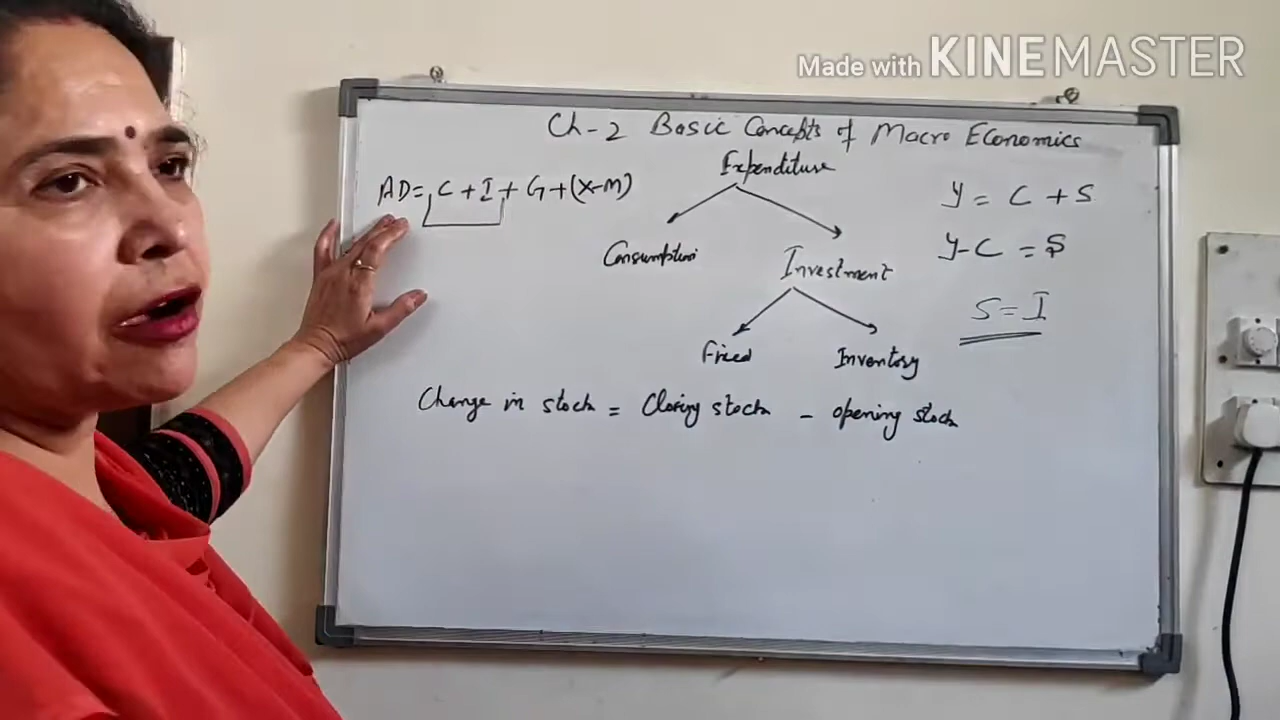 Made with KINEMASTER
Ch-2 Basic Concepts of Macro Economics
Expenditure
AD = C + I + G + (X-M)
Y = C + S
Consumption
Investment
Y-C = S
S = I
Fixed
Inventory
Change in stock = Closing stock - opening stock